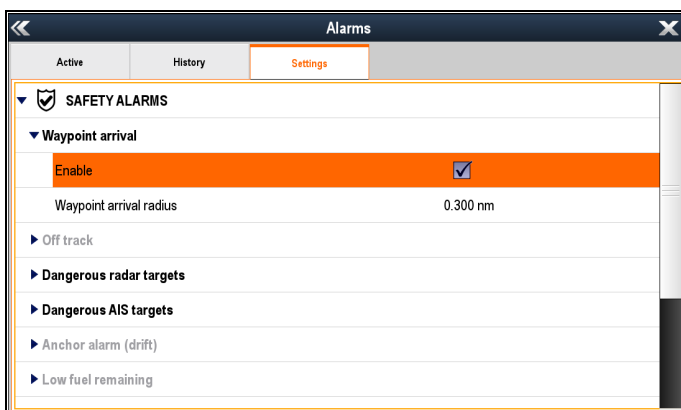 Alarms
Active History Settings
SAFETY ALARMS
Waypoint arrival
Enable
Waypoint arrival radius 0.300 nm
Off track
Dangerous radar targets
Dangerous AIS targets
Anchor alarm (drift)
Low fuel remaining